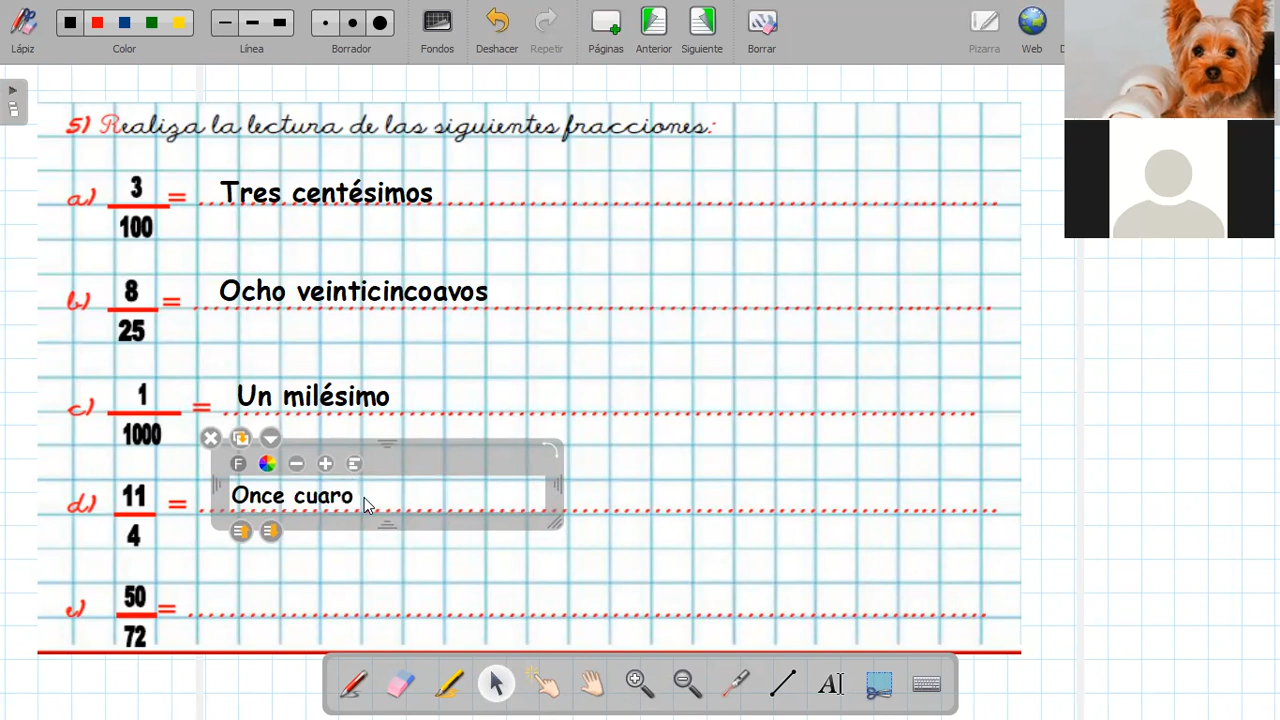 Lápiz Color Línea Borrador Fondos Deshacer Repetir Páginas Anterior Siguiente Borrar Pizarra Web
5) Realiza la lectura de las siguientes fracciones:
a) 3/100 = Tres centésimos
b) 8/25 = Ocho veinticincoavos
c) 1/1000 = Un milésimo
F
d) 11/4 = Once cuaro
e) 50/72 =
AI